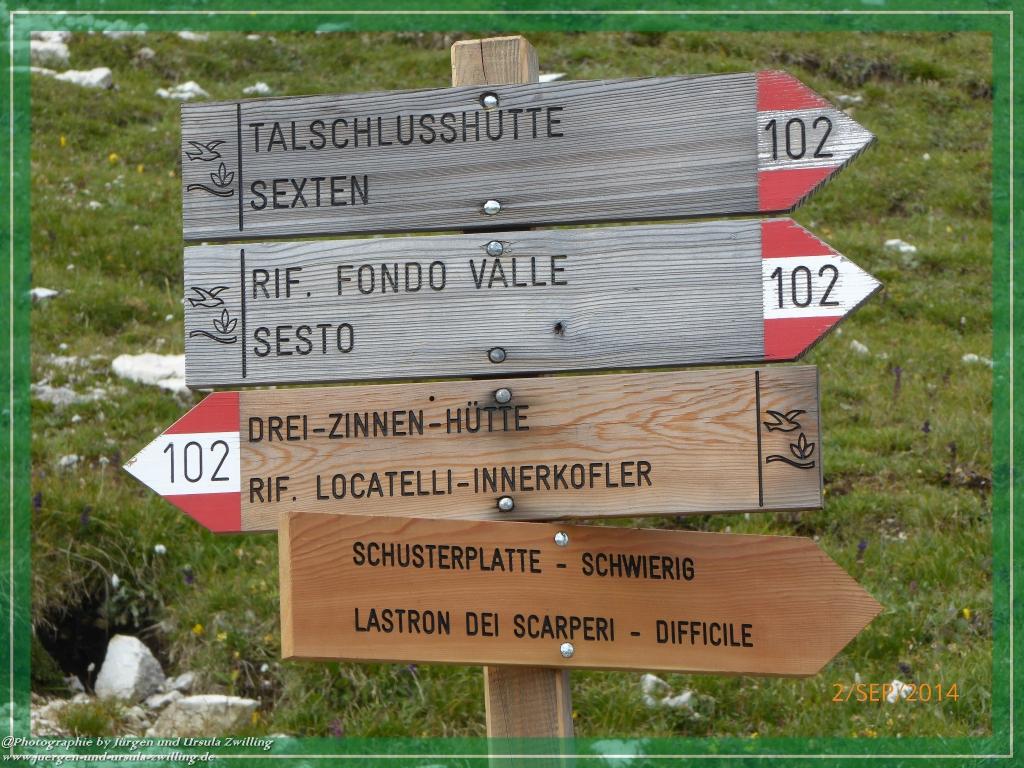 TALSCHLUSSHÜTTE
SEXTEN
102
RIF. FONDO VALLE
SESTO
102
DREI-ZINNEN-HÜTTE
102
RIF. LOCATELLI-INNERKOFLER
SCHUSTERPLATTE - SCHWIERIG
LASTRON DEI SCARPERI - DIFFICILE
2/SEP/2014
@Photographie by Jürgen und Ursula Zwilling
www.juergen-und-ursula-zwilling.de